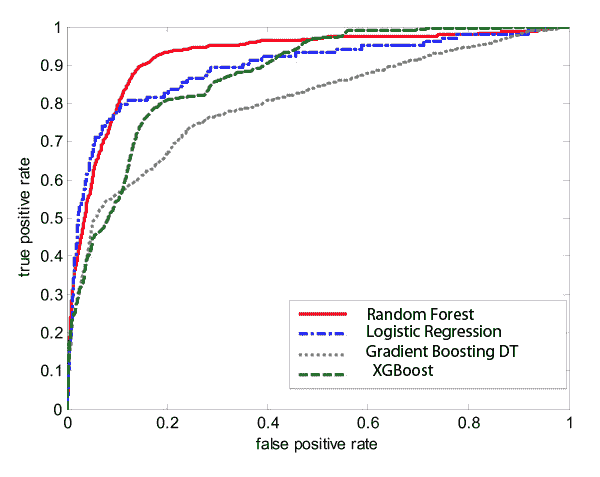 1
0.9
0.8
0.7
0.6
0.5
0.4
0.3
0.2
0.1
0
true positive rate
Random Forest
Logistic Regression
Gradient Boosting DT
XGBoost
0 0.2 0.4 0.6 0.8 1
false positive rate